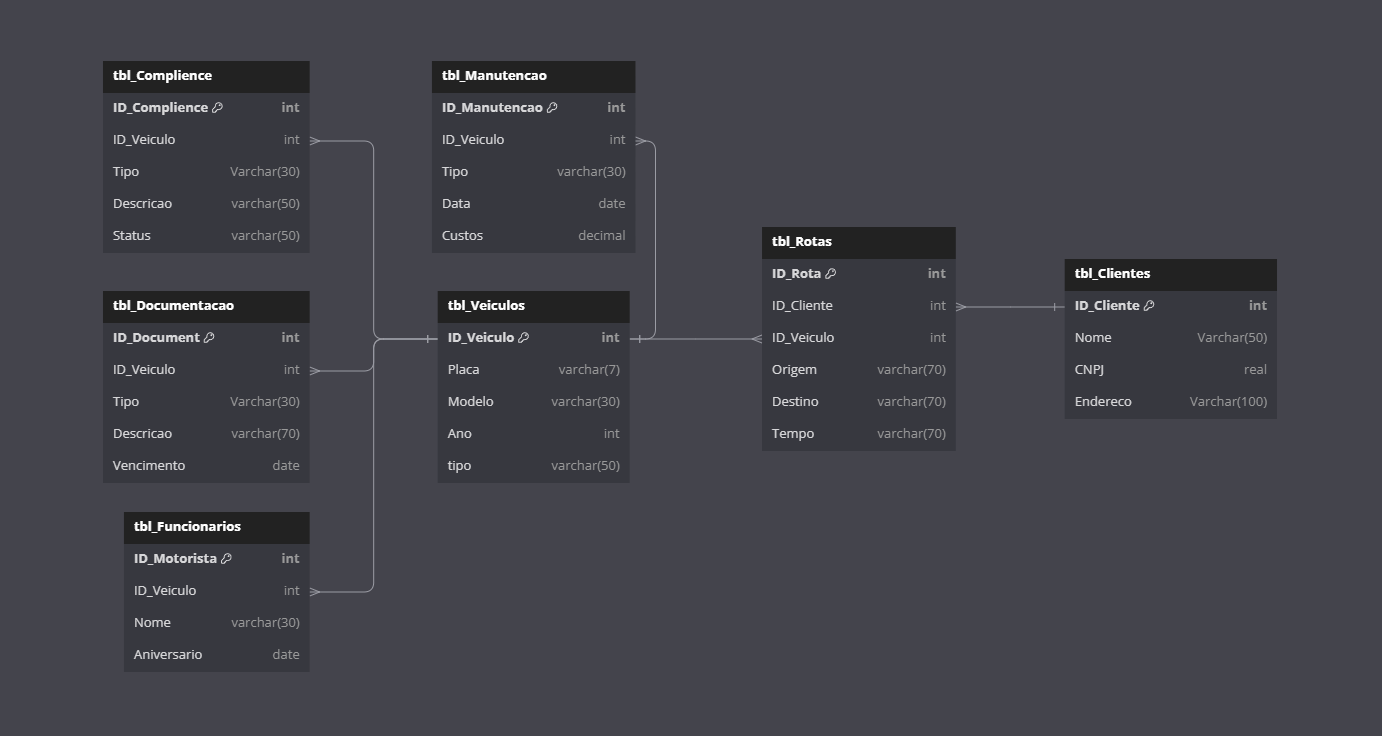 tbl_Complience
ID_Complience int
ID_Veiculo int
Tipo Varchar(30)
Descricao varchar(50)
Status varchar(50)
tbl_Manutencao
ID_Manutencao int
ID_Veiculo int
Tipo varchar(30)
Data date
Custos decimal
tbl_Documentacao
ID_Document int
ID_Veiculo int
Tipo Varchar(30)
Descricao varchar(70)
Vencimento date
tbl_Veiculos
ID_Veiculo int
Placa varchar(7)
Modelo varchar(30)
Ano int
tipo varchar(50)
tbl_Rotas
ID_Rota int
ID_Cliente int
ID_Veiculo int
Origem varchar(70)
Destino varchar(70)
Tempo varchar(70)
tbl_Clientes
ID_Cliente int
Nome Varchar(50)
CNPJ real
Endereco Varchar(100)
tbl_Funcionarios
ID_Motorista int
ID_Veiculo int
Nome varchar(30)
Aniversario date